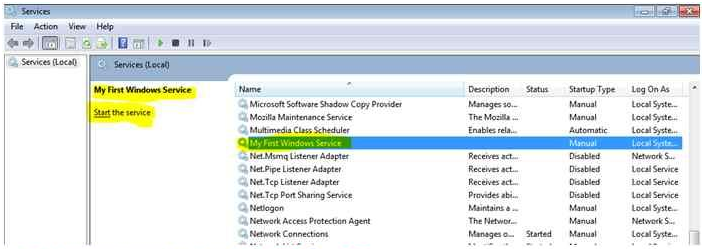 Services
File Action View Help
Services (Local)
Services (Local)
My First Windows Service
Start the service
Name Description Status Startup Type Log On As
Microsoft Software Shadow Copy Provider Manages so... Manual Local Syste...
Mozilla Maintenance Service The Mozilla ... Manual Local Syste...
Multimedia Class Scheduler Enables rela... Automatic Local Syste...
My First Windows Service Manual Local Syste...
Net.Msmq Listener Adapter Receives act... Disabled Network S...
Net.Pipe Listener Adapter Receives act... Disabled Local Service
Net.Tcp Listener Adapter Receives act... Disabled Local Service
Net.Tcp Port Sharing Service Provides abi... Disabled Local Service
Netlogon Maintains a ... Manual Local Syste...
Network Access Protection Agent The Networ... Manual Network S...
Network Connections Manages o... Started Manual Local Syste...